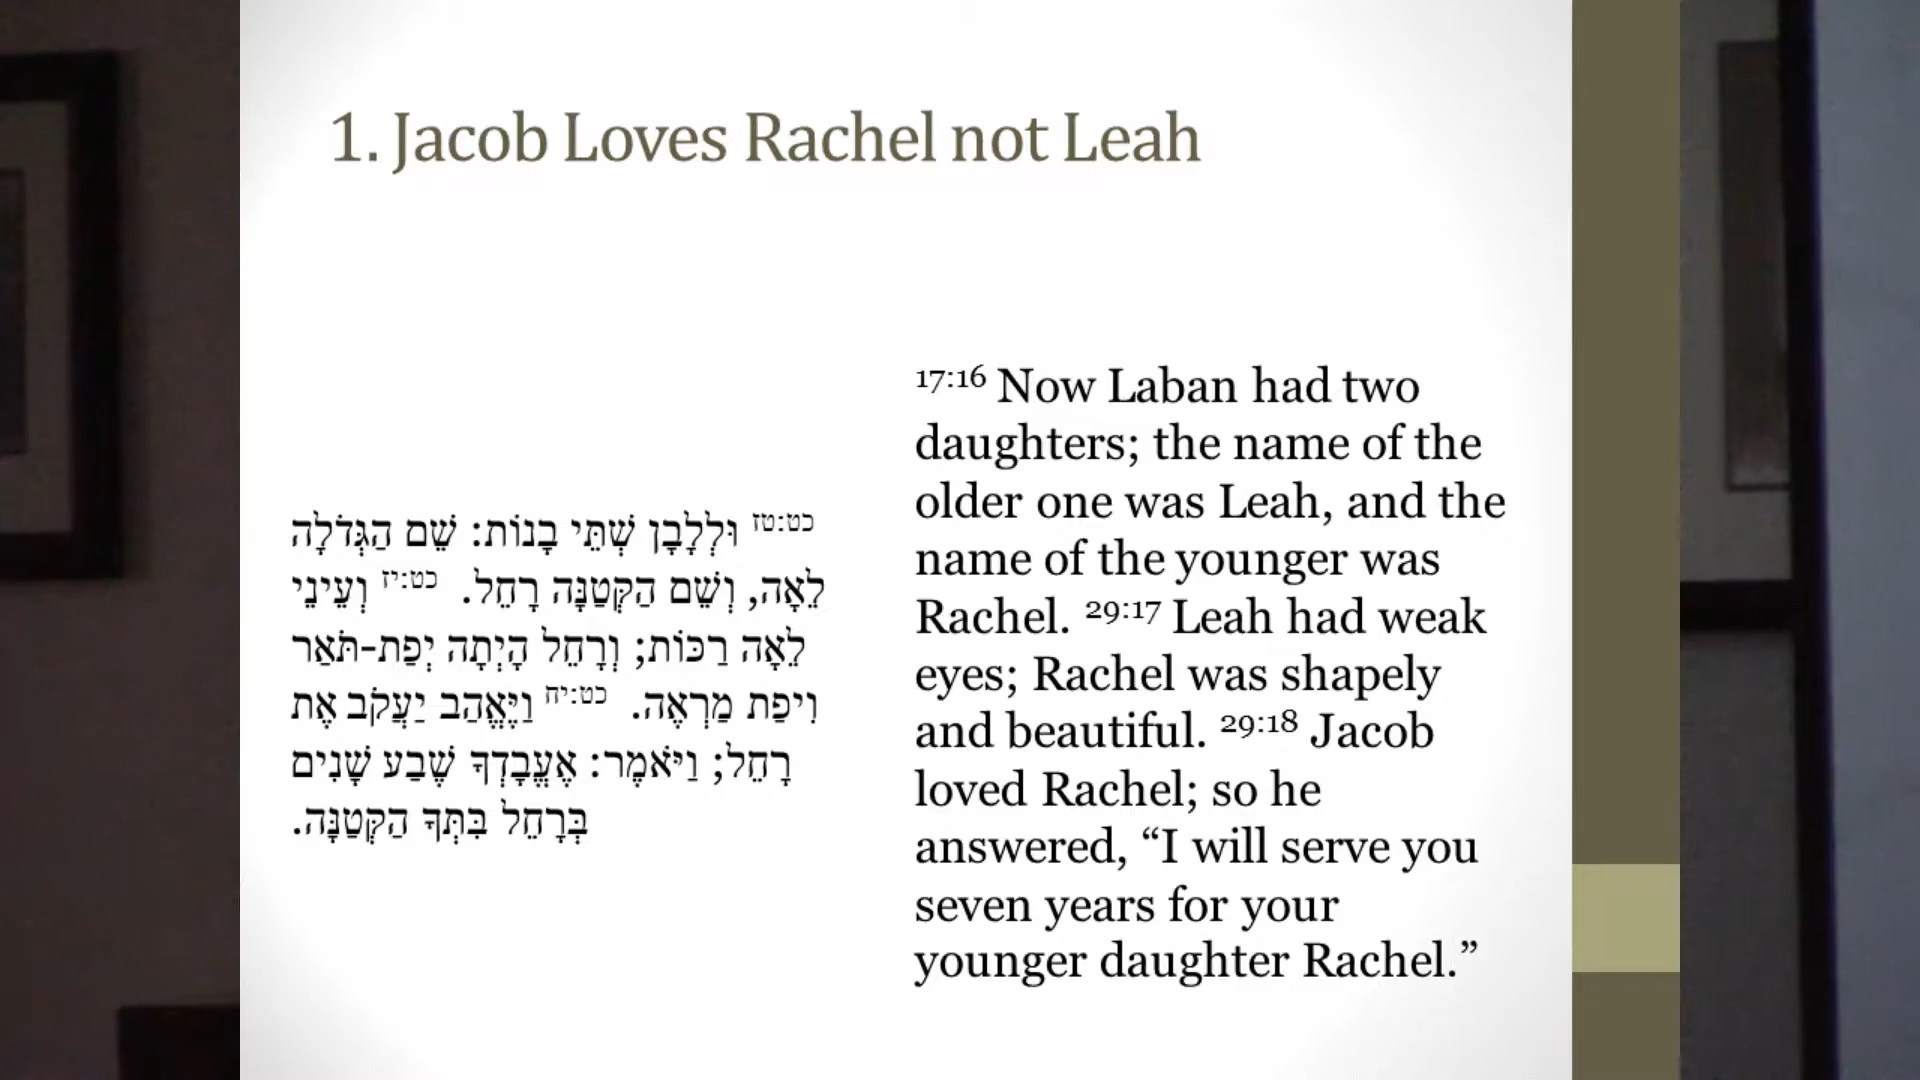 1. Jacob Loves Rachel not Leah
כט:טז וּלְלָבָן שְׁתֵּי בָנוֹת: שֵׁם הַגְּדֹלָה
לֵאָה, וְשֵׁם הַקְּטַנָּה רָחֵל. כט:יז וְעֵינֵי
לֵאָה רַכּוֹת; וְרָחֵל הָיְתָה יְפַת-תֹּאַר
וִיפַת מַרְאֶה. כט:יח וַיֶּאֱהַב יַעֲקֹב אֶת
רָחֵל; וַיֹּאמֶר: אֶעֱבָדְךָ שֶׁבַע שָׁנִים
בְּרָחֵל בִּתְּךָ הַקְּטַנָּה.
17:16 Now Laban had two
daughters; the name of the
older one was Leah, and the
name of the younger was
Rachel. 29:17 Leah had weak
eyes; Rachel was shapely
and beautiful. 29:18 Jacob
loved Rachel; so he
answered, “I will serve you
seven years for your
younger daughter Rachel.”